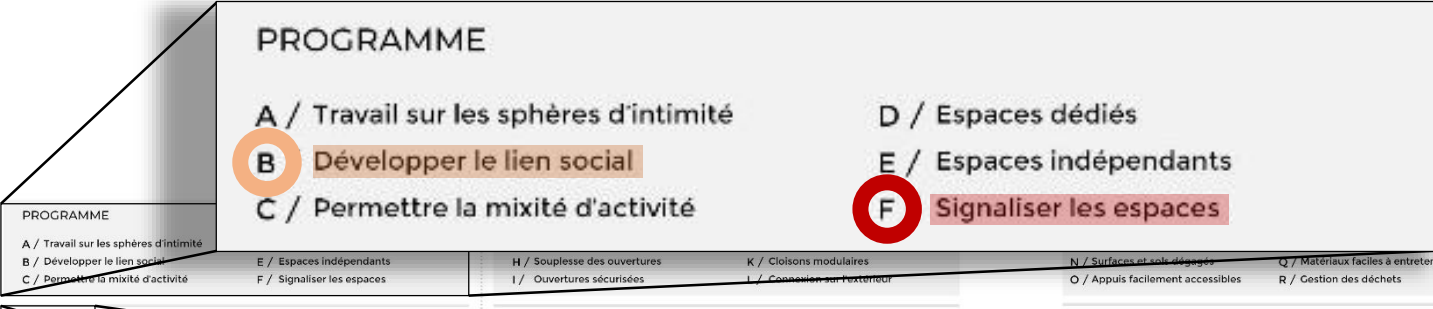 PROGRAMME
A / Travail sur les sphères d'intimité
B Développer le lien social
C / Permettre la mixité d'activité
D / Espaces dédiés
E / Espaces indépendants
F Signaliser les espaces
PROGRAMME
A / Travail sur les sphères d'intimité
B / Développer le lien social
C / Permettre la mixité d'activité
E / Espaces indépendants
F / Signaliser les espaces
H / Souplesse des ouvertures
I / Ouvertures sécurisées
K / Cloisons modulaires
L / Connexion sur l'extérieur
N / Surfaces et sols dégagés
O / Appuis facilement accessibles
Q / Matériaux faciles à entreten
R / Gestion des déchets